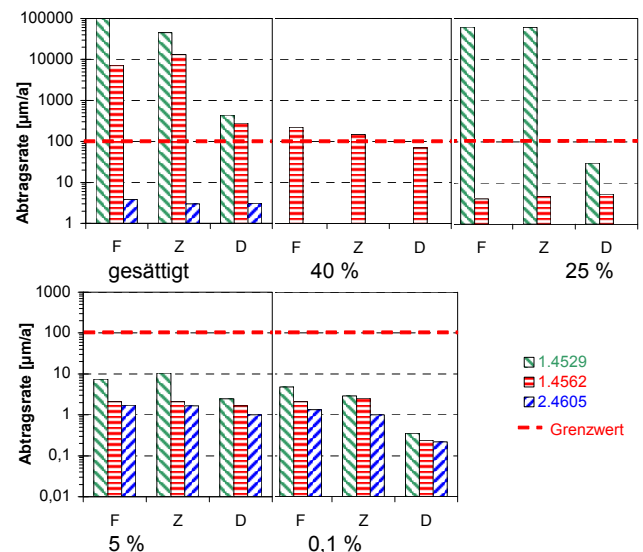 Abtragsrate [µm/a]
100000
10000
1000
100
10
1
F Z D F Z D F Z D
gesättigt 40 % 25 %
Abtragsrate [µm/a]
1000
100
10
1
0,1
0,01
F Z D F Z D
5 % 0,1 %
1.4529
1.4562
2.4605
Grenzwert